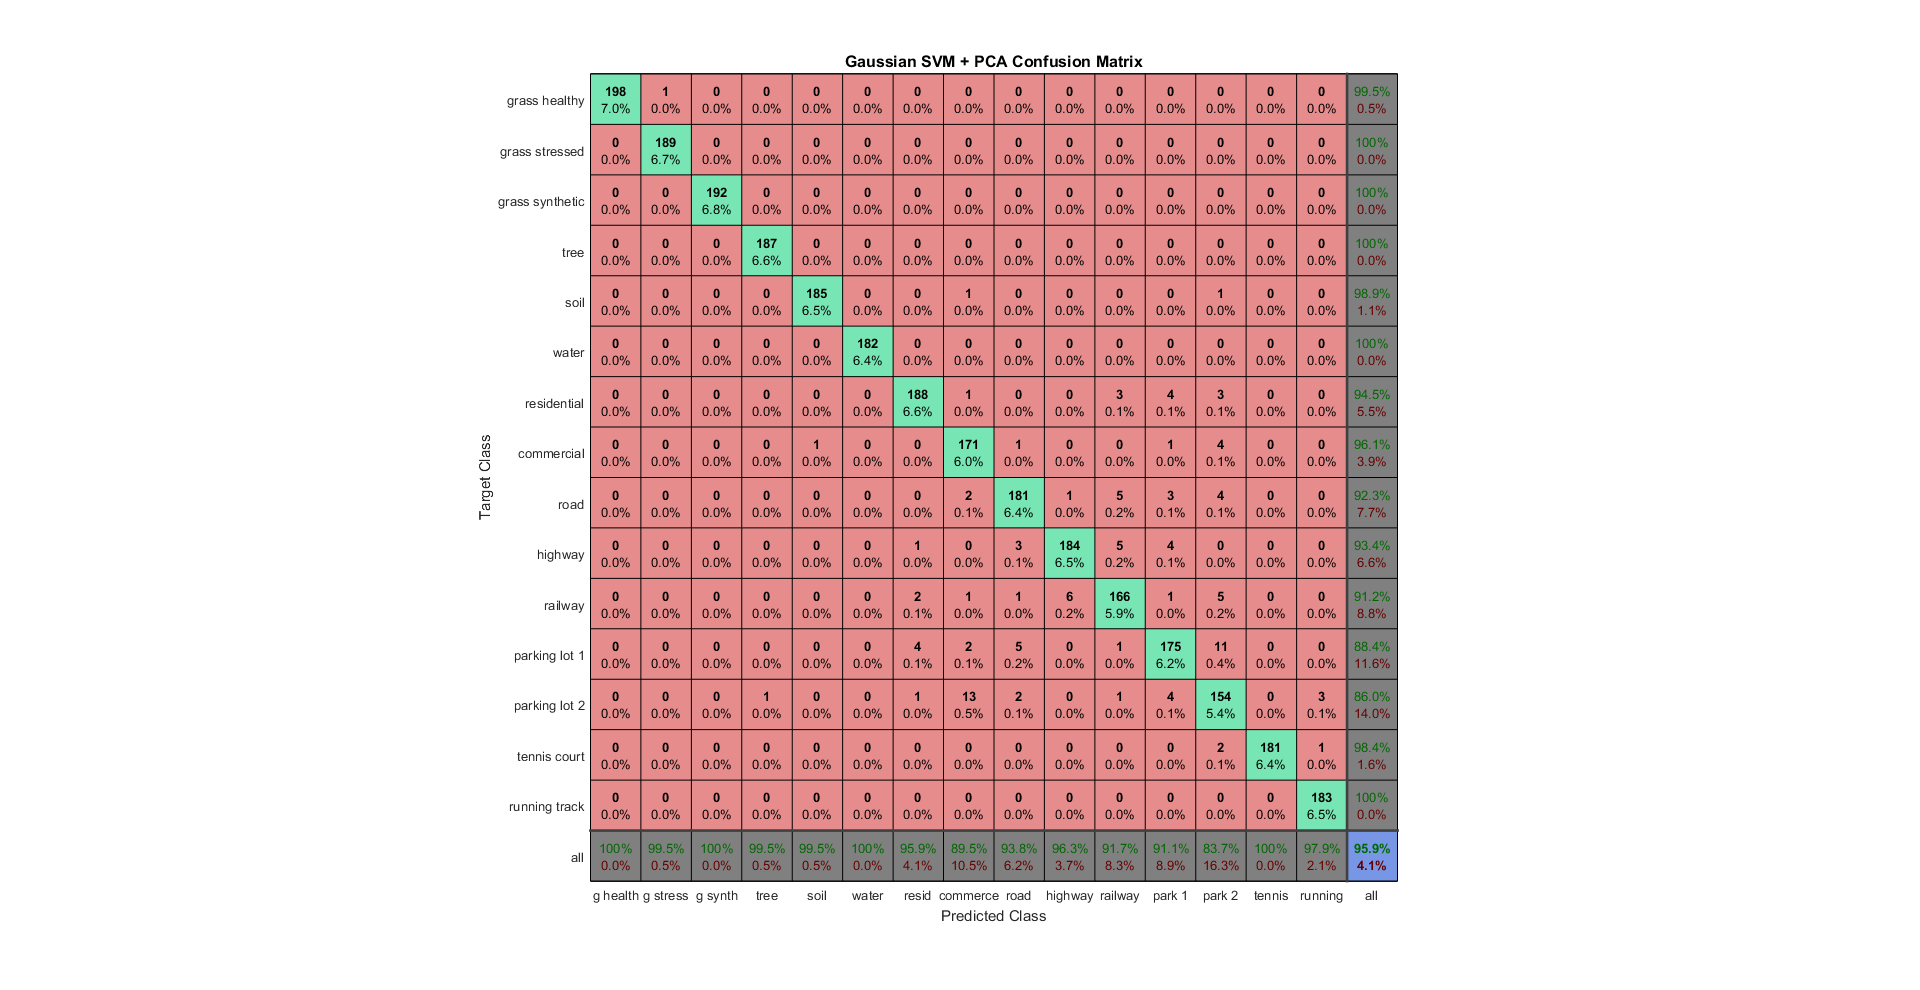 Gaussian SVM + PCA Confusion Matrix
grass healthy 198 1 0 0 0 0 0 0 0 0 0 0 0 0 0 99.5%
7.0% 0.0% 0.0% 0.0% 0.0% 0.0% 0.0% 0.0% 0.0% 0.0% 0.0% 0.0% 0.0% 0.0% 0.0% 0.5%
grass stressed 0 189 0 0 0 0 0 0 0 0 0 0 0 0 0 100%
0.0% 6.7% 0.0% 0.0% 0.0% 0.0% 0.0% 0.0% 0.0% 0.0% 0.0% 0.0% 0.0% 0.0% 0.0% 0.0%
grass synthetic 0 0 192 0 0 0 0 0 0 0 0 0 0 0 0 100%
0.0% 0.0% 6.8% 0.0% 0.0% 0.0% 0.0% 0.0% 0.0% 0.0% 0.0% 0.0% 0.0% 0.0% 0.0% 0.0%
tree 0 0 0 187 0 0 0 0 0 0 0 0 0 0 0 100%
0.0% 0.0% 0.0% 6.6% 0.0% 0.0% 0.0% 0.0% 0.0% 0.0% 0.0% 0.0% 0.0% 0.0% 0.0% 0.0%
soil 0 0 0 0 185 0 0 1 0 0 0 0 1 0 0 98.9%
0.0% 0.0% 0.0% 0.0% 6.5% 0.0% 0.0% 0.0% 0.0% 0.0% 0.0% 0.0% 0.0% 0.0% 0.0% 1.1%
water 0 0 0 0 0 182 0 0 0 0 0 0 0 0 0 100%
0.0% 0.0% 0.0% 0.0% 0.0% 6.4% 0.0% 0.0% 0.0% 0.0% 0.0% 0.0% 0.0% 0.0% 0.0% 0.0%
residential 0 0 0 0 0 0 188 1 0 0 3 4 3 0 0 94.5%
0.0% 0.0% 0.0% 0.0% 0.0% 0.0% 6.6% 0.0% 0.0% 0.0% 0.1% 0.1% 0.1% 0.0% 0.0% 5.5%
commercial 0 0 0 0 1 0 0 171 1 0 0 1 4 0 0 96.1%
0.0% 0.0% 0.0% 0.0% 0.0% 0.0% 0.0% 6.0% 0.0% 0.0% 0.0% 0.0% 0.1% 0.0% 0.0% 3.9%
road 0 0 0 0 0 0 0 2 181 1 5 3 4 0 0 92.3%
0.0% 0.0% 0.0% 0.0% 0.0% 0.0% 0.0% 0.1% 6.4% 0.0% 0.2% 0.1% 0.1% 0.0% 0.0% 7.7%
highway 0 0 0 0 0 0 1 0 3 184 5 4 0 0 0 93.4%
0.0% 0.0% 0.0% 0.0% 0.0% 0.0% 0.0% 0.0% 0.1% 6.5% 0.2% 0.1% 0.0% 0.0% 0.0% 6.6%
railway 0 0 0 0 0 0 2 1 1 6 166 1 5 0 0 91.2%
0.0% 0.0% 0.0% 0.0% 0.0% 0.0% 0.1% 0.0% 0.0% 0.2% 5.9% 0.0% 0.2% 0.0% 0.0% 8.8%
parking lot 1 0 0 0 0 0 0 4 2 5 0 1 175 11 0 0 88.4%
0.0% 0.0% 0.0% 0.0% 0.0% 0.0% 0.1% 0.1% 0.2% 0.0% 0.0% 6.2% 0.4% 0.0% 0.0% 11.6%
parking lot 2 0 0 0 1 0 0 1 13 2 0 1 4 154 0 3 86.0%
0.0% 0.0% 0.0% 0.0% 0.0% 0.0% 0.0% 0.5% 0.1% 0.0% 0.0% 0.1% 5.4% 0.0% 0.1% 14.0%
tennis court 0 0 0 0 0 0 0 0 0 0 0 0 2 181 1 98.4%
0.0% 0.0% 0.0% 0.0% 0.0% 0.0% 0.0% 0.0% 0.0% 0.0% 0.0% 0.0% 0.1% 6.4% 0.0% 1.6%
running track 0 0 0 0 0 0 0 0 0 0 0 0 0 0 183 100%
0.0% 0.0% 0.0% 0.0% 0.0% 0.0% 0.0% 0.0% 0.0% 0.0% 0.0% 0.0% 0.0% 0.0% 6.5% 0.0%
all 100% 99.5% 100% 99.5% 99.5% 100% 95.9% 89.5% 93.8% 96.3% 91.7% 91.1% 83.7% 100% 97.9% 95.9%
0.0% 0.5% 0.0% 0.5% 0.5% 0.0% 4.1% 10.5% 6.2% 3.7% 8.3% 8.9% 16.3% 0.0% 2.1% 4.1%
g health g stress g synth tree soil water resid commerce road highway railway park 1 park 2 tennis running all
Predicted Class
Target Class